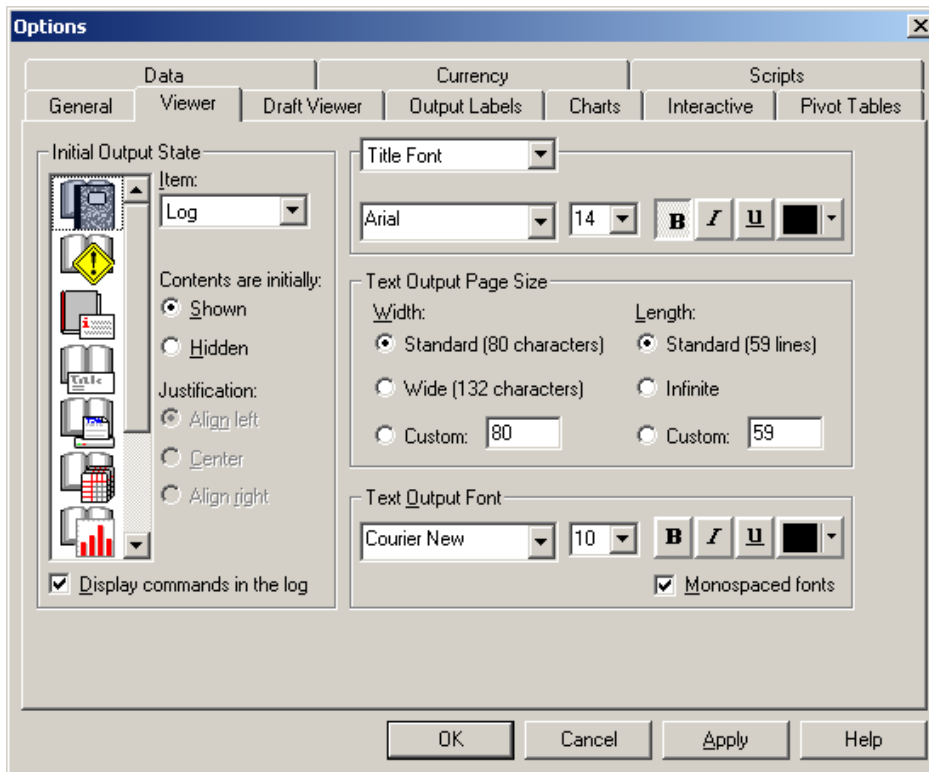 Options
Data Currency Scripts
General Viewer Draft Viewer Output Labels Charts Interactive Pivot Tables
Initial Output State
Item:
Log
Contents are initially:
Shown
Hidden
Justification:
Align left
Center
Align right
Display commands in the log
Title Font
Arial 14 B I U
Text Output Page Size
Width: Length:
Standard (80 characters) Standard (59 lines)
Wide (132 characters) Infinite
Custom: 80 Custom: 59
Text Output Font
Courier New 10 B I U
Monospaced fonts
OK Cancel Apply Help